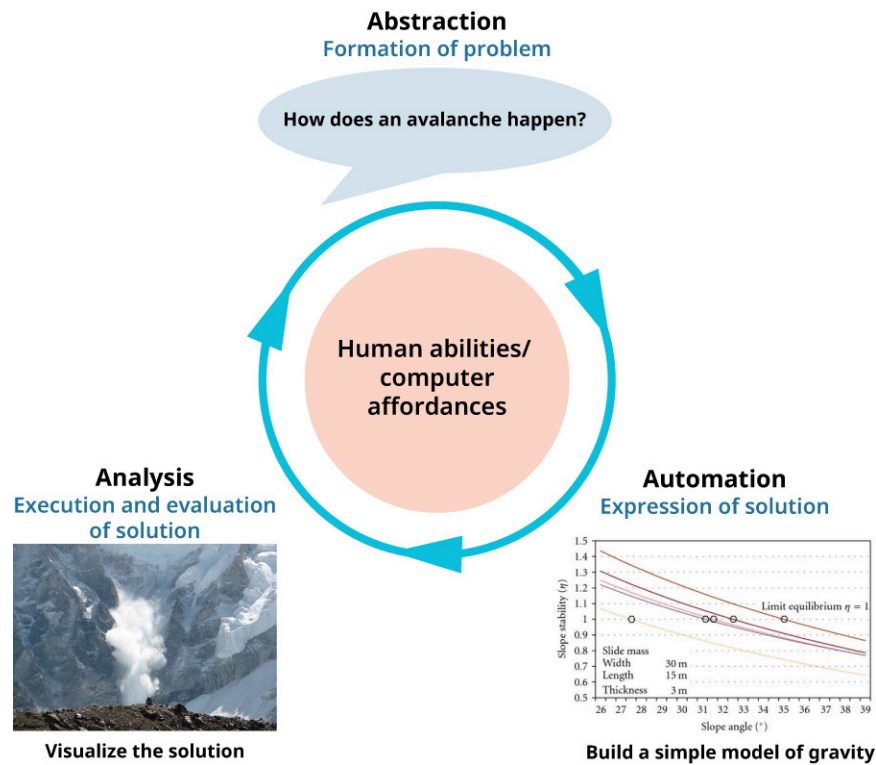 Abstraction
Formation of problem
How does an avalanche happen?
Human abilities/
computer
affordances
Analysis
Execution and evaluation
of solution
Visualize the solution
Automation
Expression of solution
1.5
1.4
1.3
1.2
1.1
1
0.9
0.8
0.7
0.6
0.5
Slope stability (η)
Limit equilibrium η = 1
Slide mass
Width 30 m
Length 15 m
Thickness 3 m
26 27 28 29 30 31 32 33 34 35 36 37 38 39
Slope angle (°)
Build a simple model of gravity